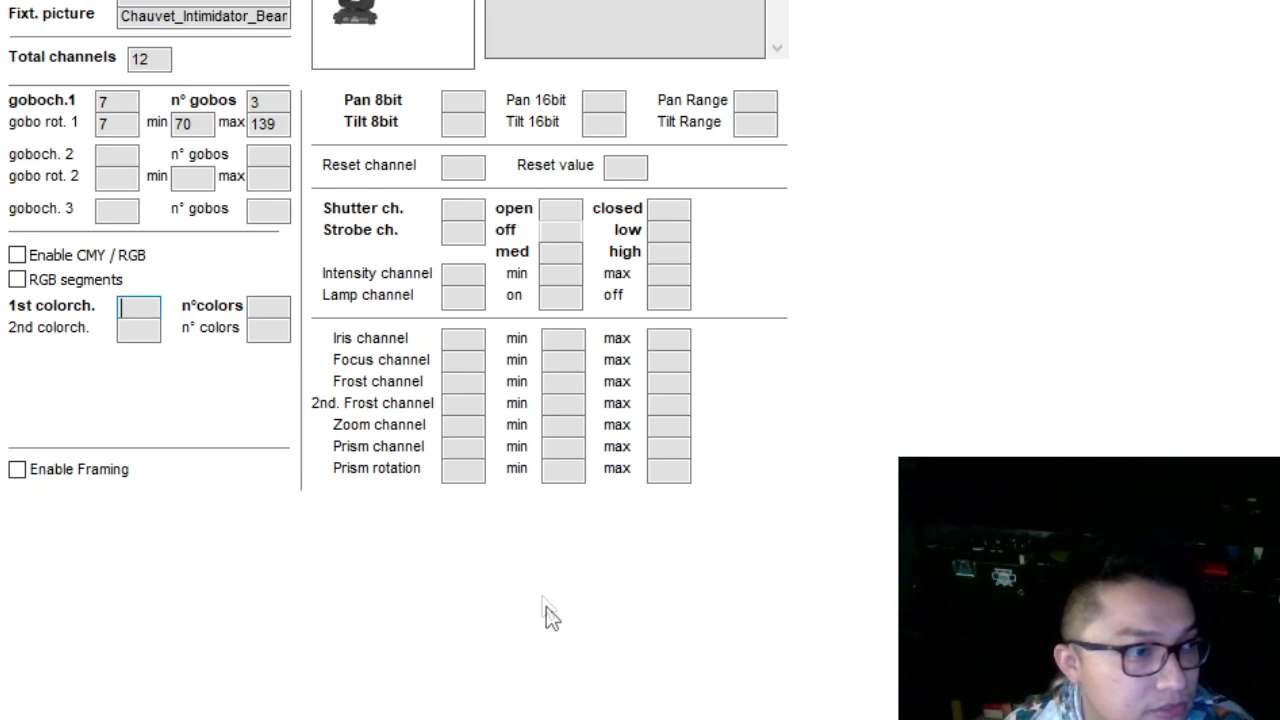 Fixt. picture Chauvet_Intimidator_Bear
Total channels 12
goboch.1 7 n° gobos 3
gobo rot. 1 7 min 70 max 139
goboch. 2 n° gobos
gobo rot. 2 min max
goboch. 3 n° gobos
Enable CMY / RGB
RGB segments
1st colorch. n°colors
2nd colorch. n° colors
Enable Framing
Pan 8bit Pan 16bit Pan Range
Tilt 8bit Tilt 16bit Tilt Range
Reset channel Reset value
Shutter ch. open closed
Strobe ch. off low
med high
Intensity channel min max
Lamp channel on off
Iris channel min max
Focus channel min max
Frost channel min max
2nd. Frost channel min max
Zoom channel min max
Prism channel min max
Prism rotation min max